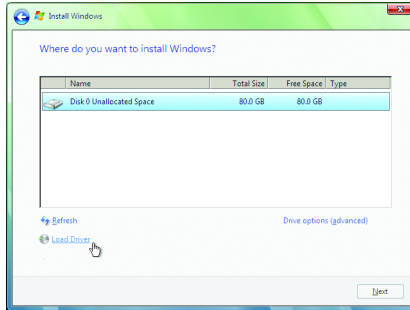 Install Windows
Where do you want to install Windows?
Name Total Size Free Space Type
Disk 0 Unallocated Space 80.0 GB 80.0 GB
Refresh Drive options (advanced)
Load Driver
Next